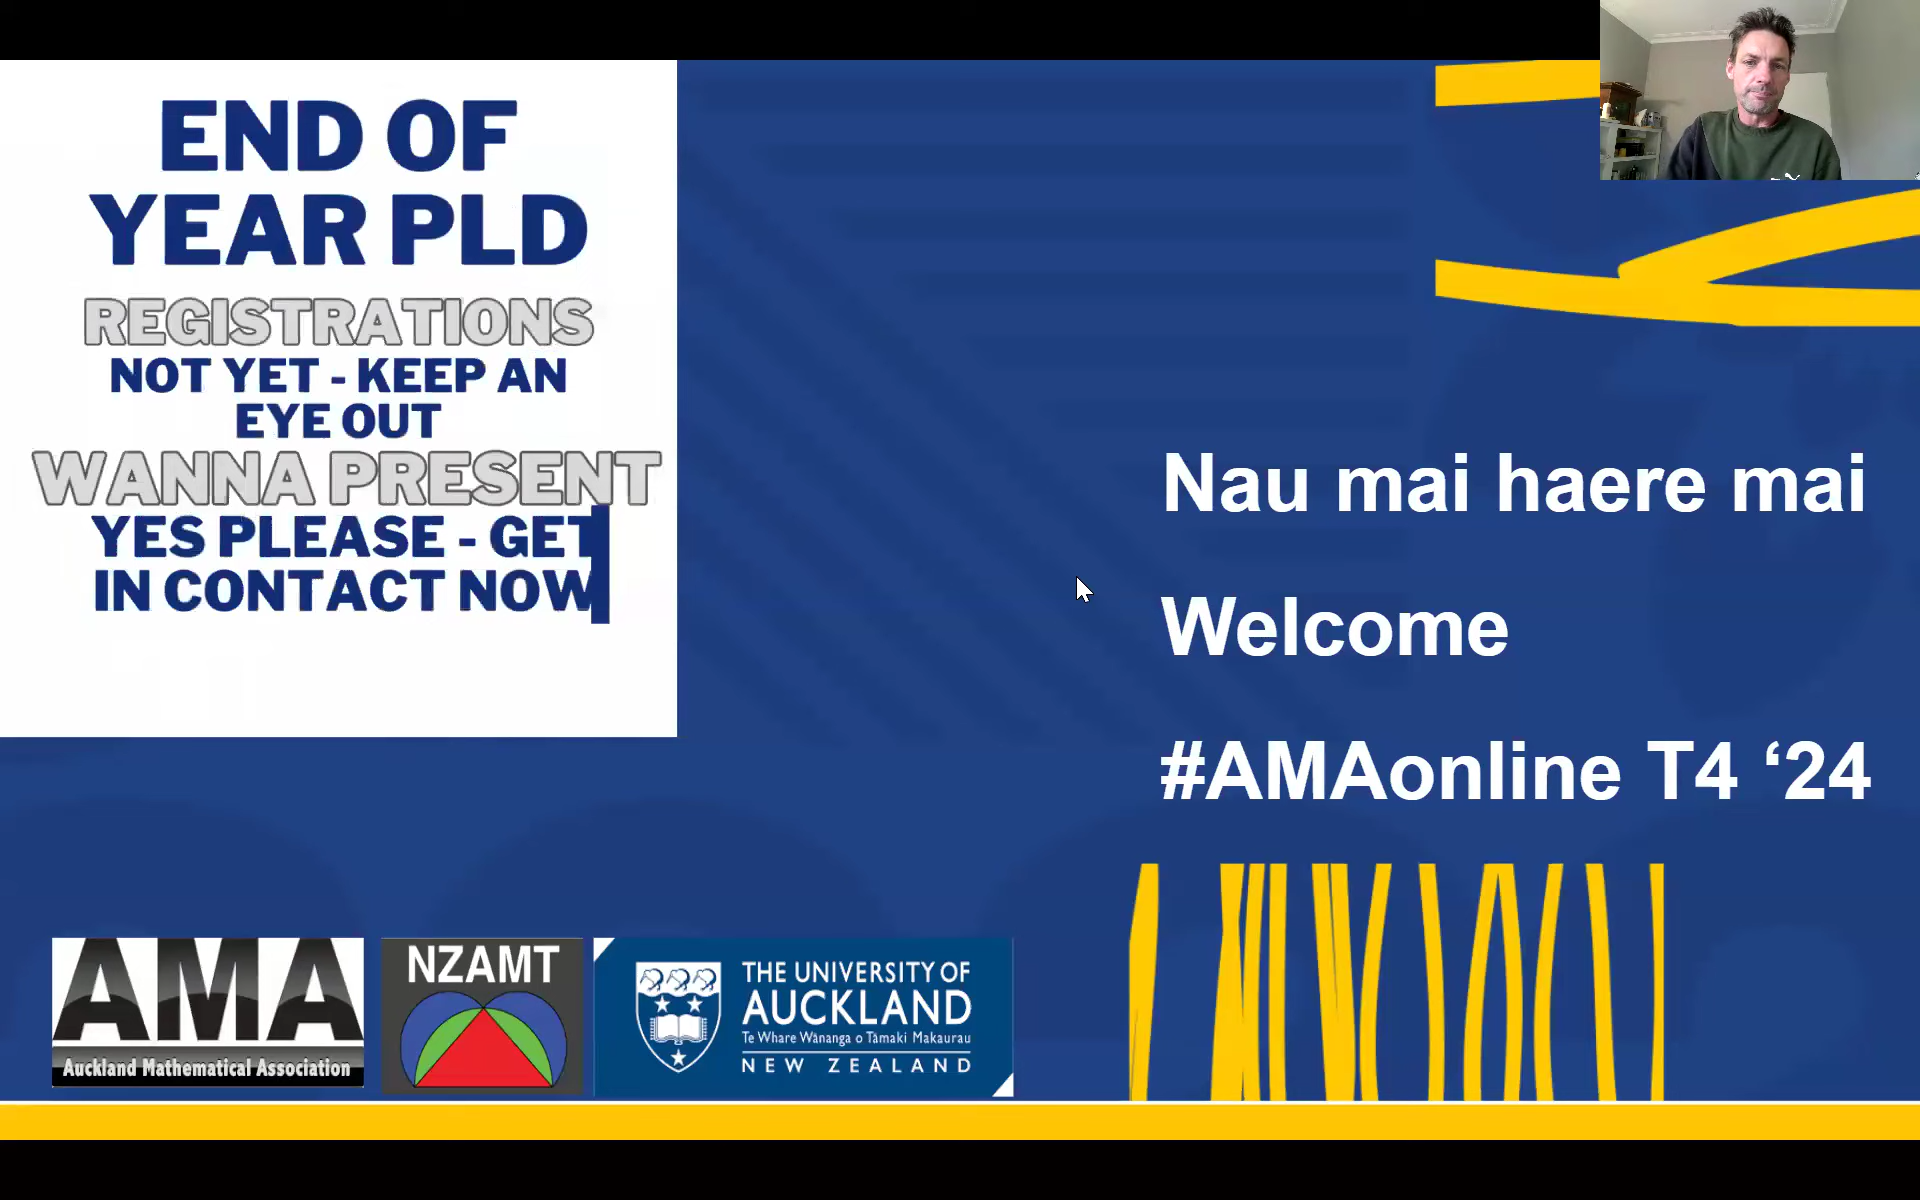 END OF
YEAR PLD
REGISTRATIONS
NOT YET - KEEP AN
EYE OUT
WANNA PRESENT
YES PLEASE - GET
IN CONTACT NOW
Nau mai haere mai
Welcome
#AMAonline T4 ‘24
AMA
Auckland Mathematical Association
NZAMT
THE UNIVERSITY OF
AUCKLAND
Te Whare Wānanga o Tāmaki Makaurau
NEW ZEALAND